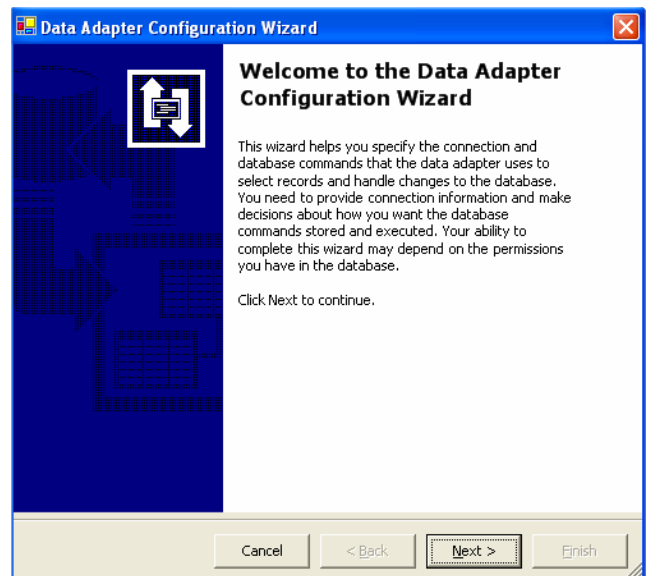 Data Adapter Configuration Wizard
Welcome to the Data Adapter
Configuration Wizard
This wizard helps you specify the connection and
database commands that the data adapter uses to
select records and handle changes to the database.
You need to provide connection information and make
decisions about how you want the database
commands stored and executed. Your ability to
complete this wizard may depend on the permissions
you have in the database.
Click Next to continue.
Cancel < Back Next > Finish